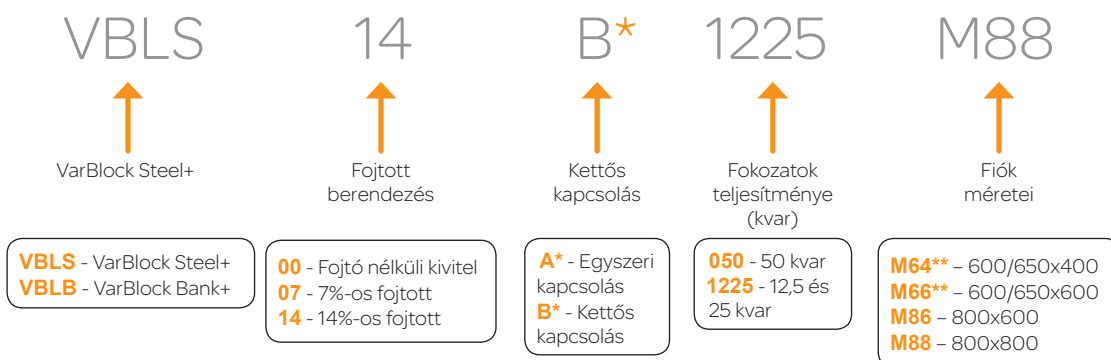 VBLS 14 B* 1225 M88
VarBlock Steel+
Fojtott
berendezés
Kettős
kapcsolás
Fokozatok
teljesítménye
(kvar)
Fiók
méretei
VBLS - VarBlock Steel+
VBLB - VarBlock Bank+
00 - Fojtó nélküli kivitel
07 - 7%-os fojtott
14 - 14%-os fojtott
A* - Egyszeri
kapcsolás
B* - Kettős
kapcsolás
050 - 50 kvar
1225 - 12,5 és
25 kvar
M64** – 600/650x400
M66** – 600/650x600
M86 – 800x600
M88 – 800x800